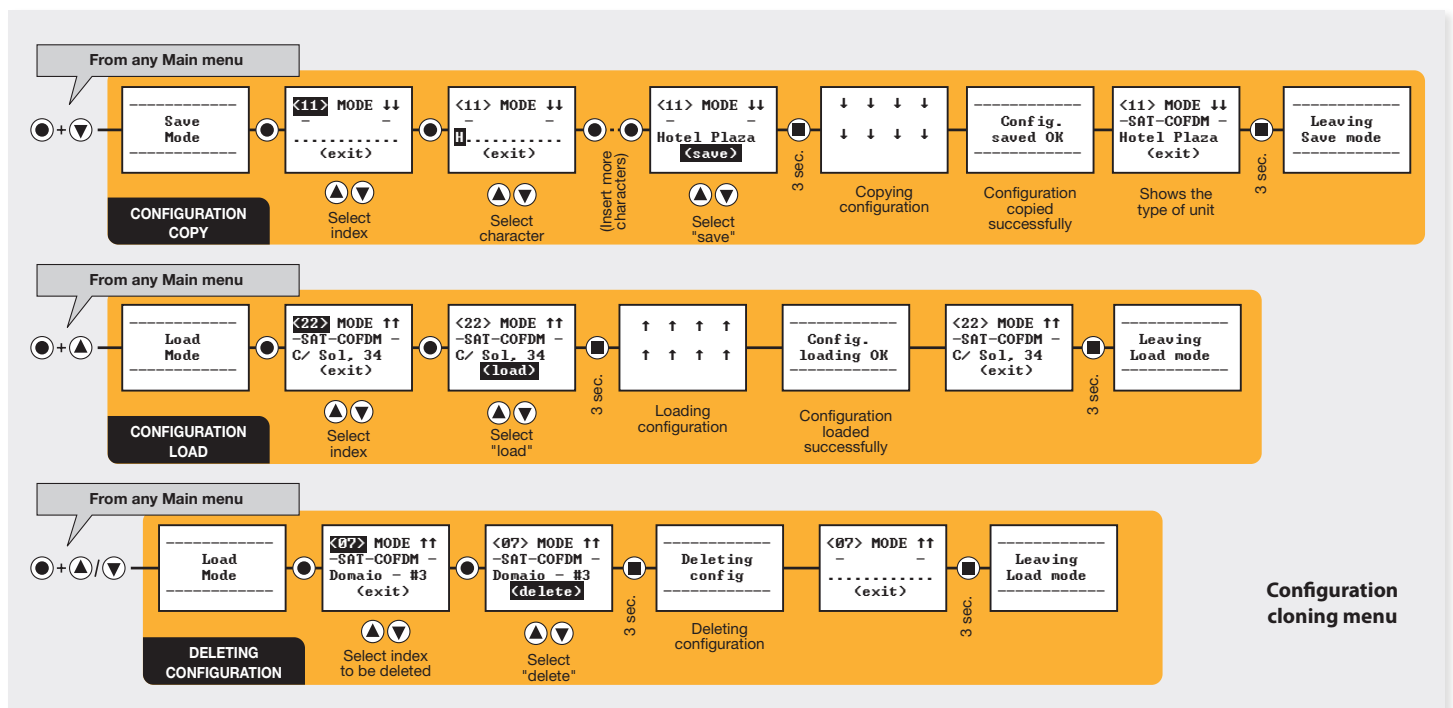 From any Main menu
Save
Mode
<11> MODE ↓↓
- -
............
(exit)
Select
index
<11> MODE ↓↓
- -
H...........
(exit)
Select
character
(Insert more
characters)
<11> MODE ↓↓
- -
Hotel Plaza
(save)
Select
"save"
3 sec.
↓ ↓ ↓ ↓
↓ ↓ ↓ ↓
Copying
configuration
Config.
saved OK
Configuration
copied
successfully
<11> MODE ↓↓
-SAT-COFDM -
Hotel Plaza
(exit)
Shows the
type of unit
3 sec.
Leaving
Save mode
CONFIGURATION
COPY
From any Main menu
Load
Mode
<22> MODE ↑↑
-SAT-COFDM -
C/ Sol, 34
(exit)
Select
index
<22> MODE ↑↑
-SAT-COFDM -
C/ Sol, 34
(load)
Select
"load"
3 sec.
↑ ↑ ↑ ↑
↑ ↑ ↑ ↑
Loading
configuration
Config.
loading OK
Configuration
loaded
successfully
<22> MODE ↑↑
-SAT-COFDM -
C/ Sol, 34
(exit)
3 sec.
Leaving
Load mode
CONFIGURATION
LOAD
From any Main menu
Load
Mode
<07> MODE ↑↑
-SAT-COFDM -
Domaio - #3
(exit)
Select index
to be deleted
<07> MODE ↑↑
-SAT-COFDM -
Domaio - #3
(delete)
Select
"delete"
3 sec.
Deleting
config
Deleting
configuration
<07> MODE ↑↑
- -
............
(exit)
3 sec.
Leaving
Load mode
DELETING
CONFIGURATION
Configuration
cloning menu